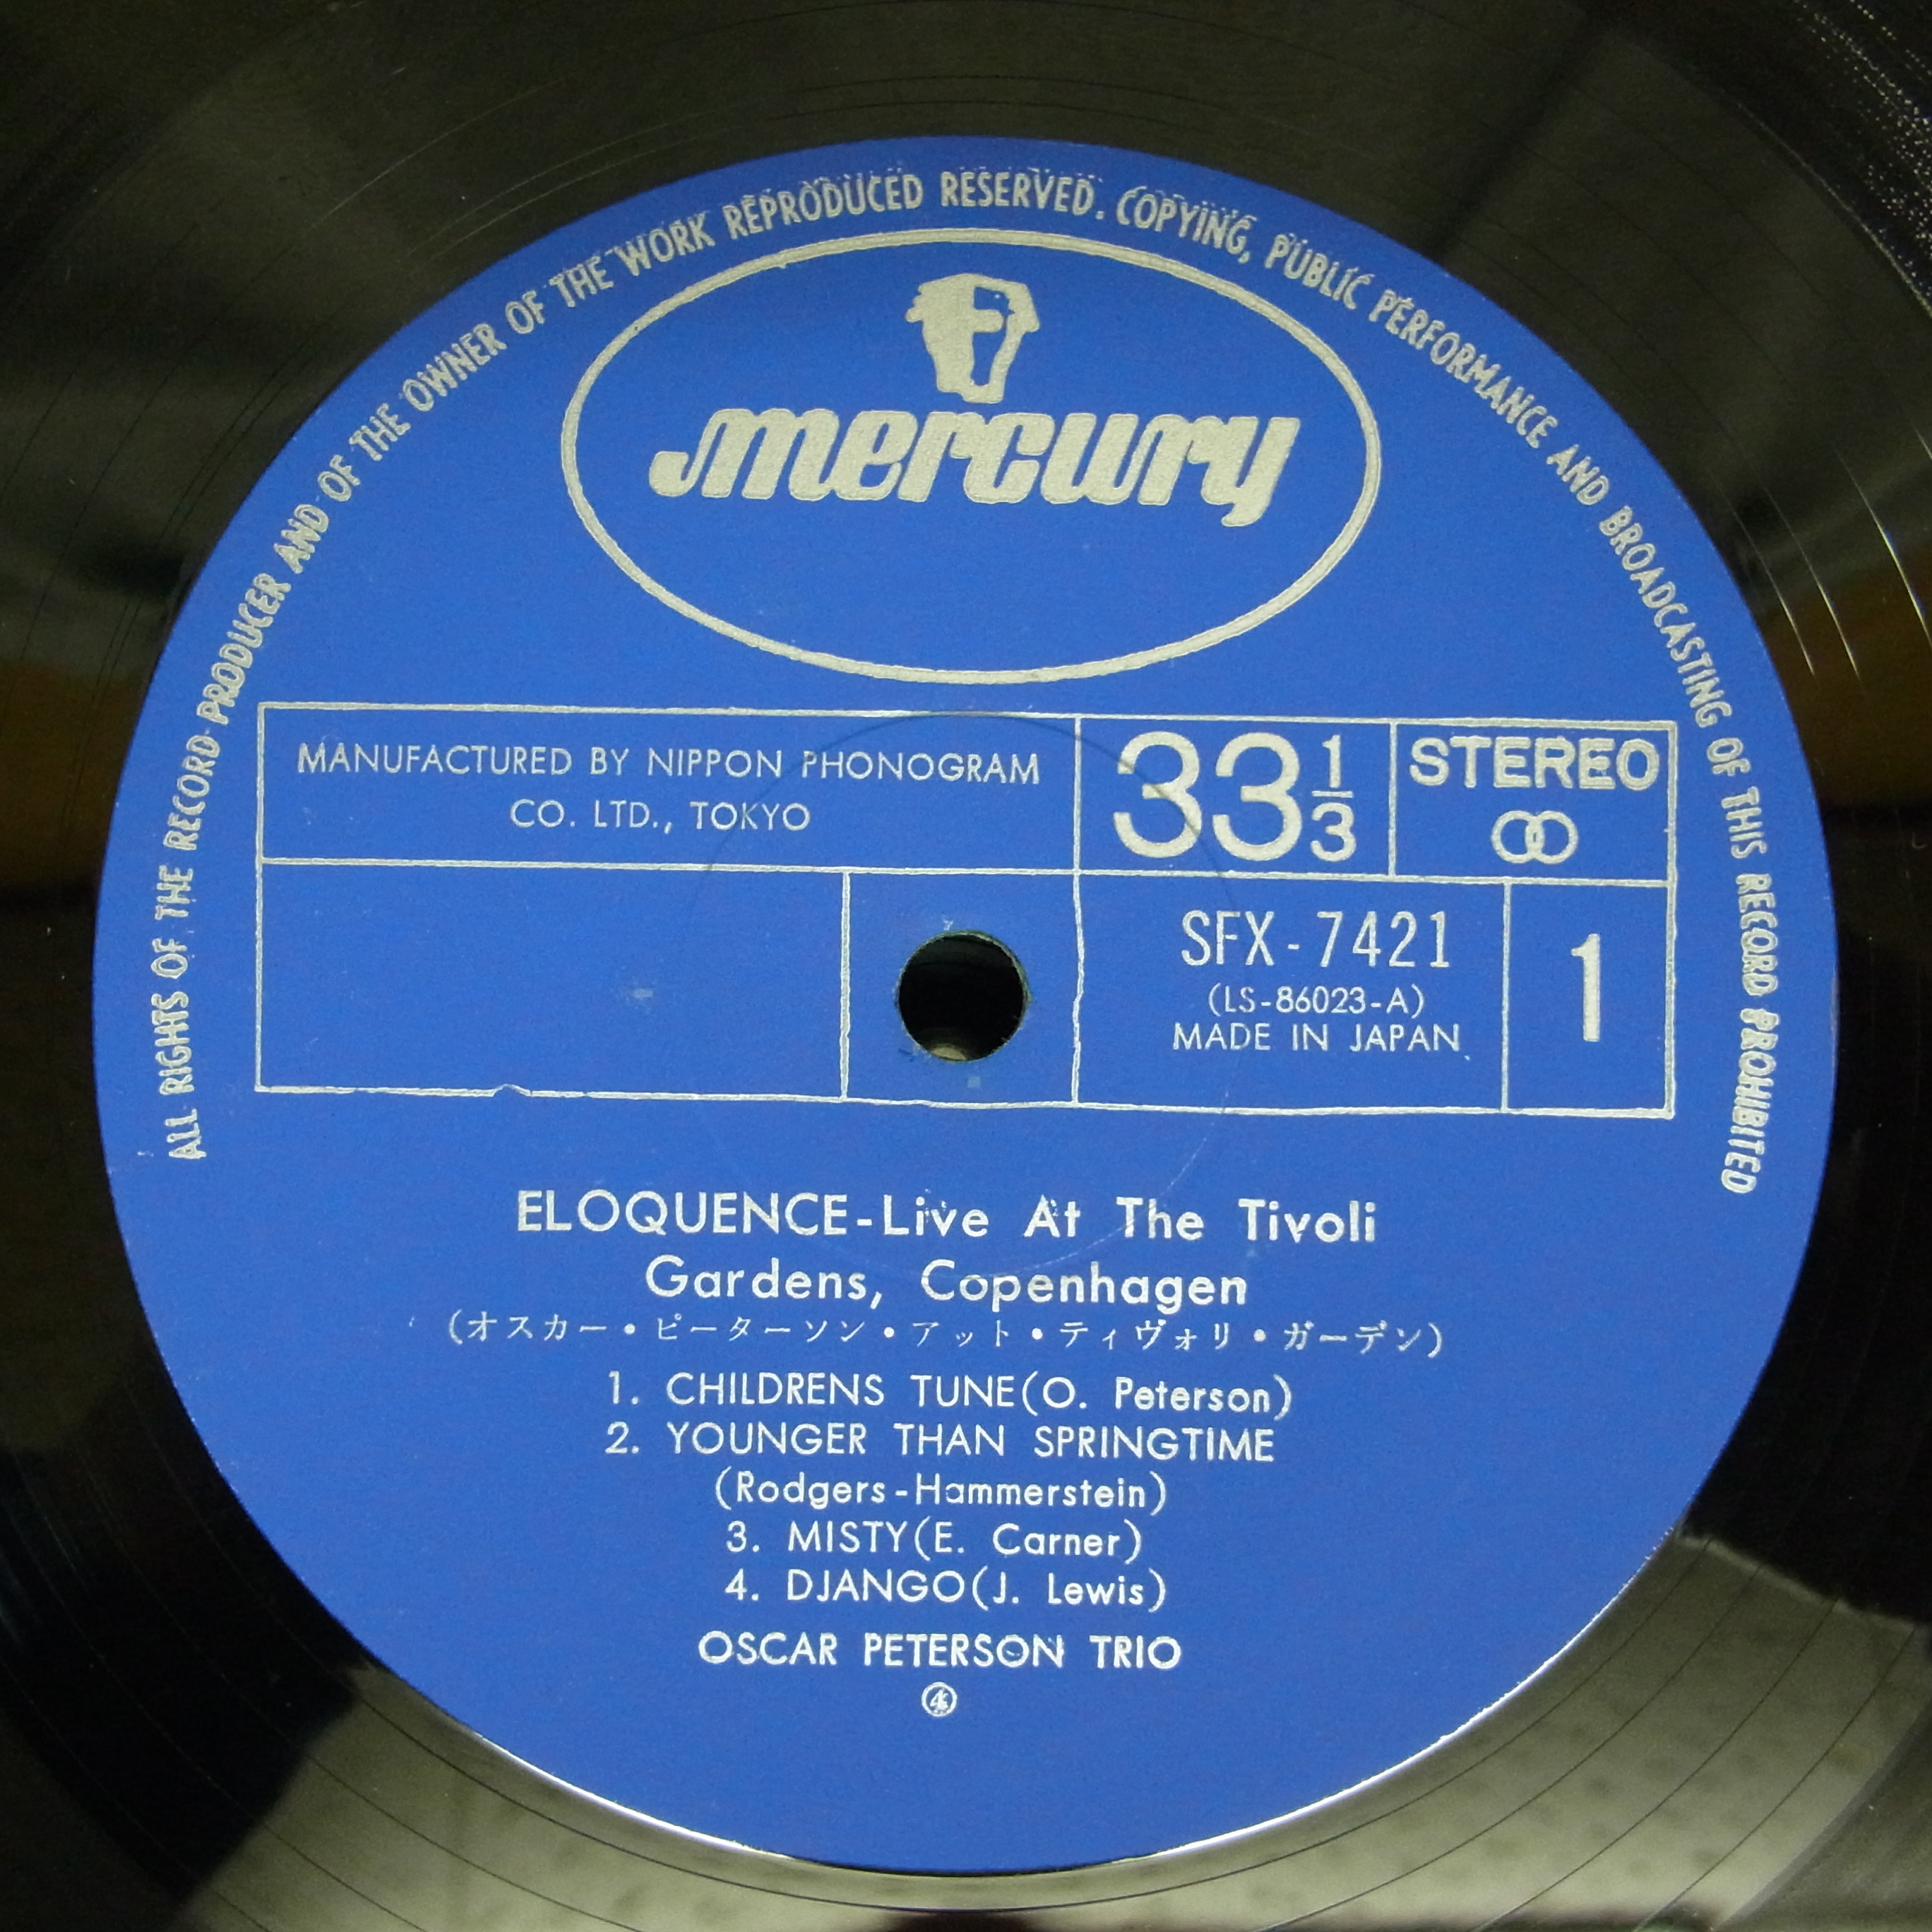 ALL RIGHTS OF THE RECORD PRODUCER AND OF THE OWNER OF THE WORK REPRODUCED RESERVED. COPYING, PUBLIC PERFORMANCE AND BROADCASTING OF THIS RECORD PROHIBITED
mercury
MANUFACTURED BY NIPPON PHONOGRAM
CO. LTD., TOKYO
33 1/3
STEREO
SFX-7421
(LS-86023-A)
MADE IN JAPAN
1
ELOQUENCE-Live At The Tivoli
Gardens, Copenhagen
(オスカー・ピーターソン・アット・ティヴォリ・ガーデン)
1. CHILDRENS TUNE(O. Peterson)
2. YOUNGER THAN SPRINGTIME
(Rodgers-Hammerstein)
3. MISTY(E. Carner)
4. DJANGO(J. Lewis)
OSCAR PETERSON TRIO